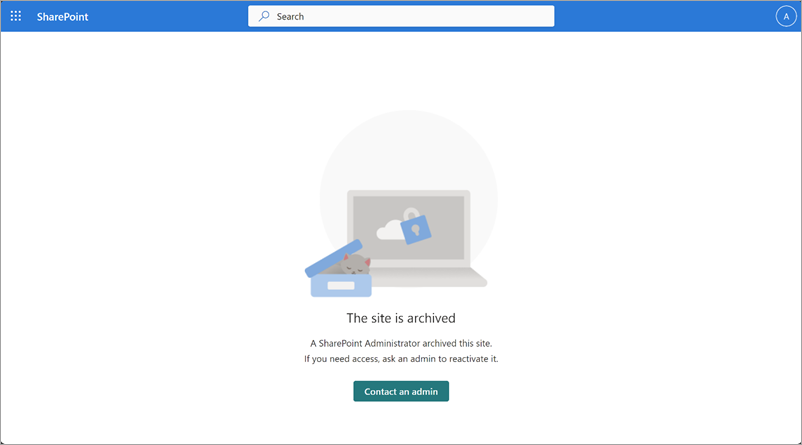 SharePoint
Search
A
The site is archived
A SharePoint Administrator archived this site.
If you need access, ask an admin to reactivate it.
Contact an admin